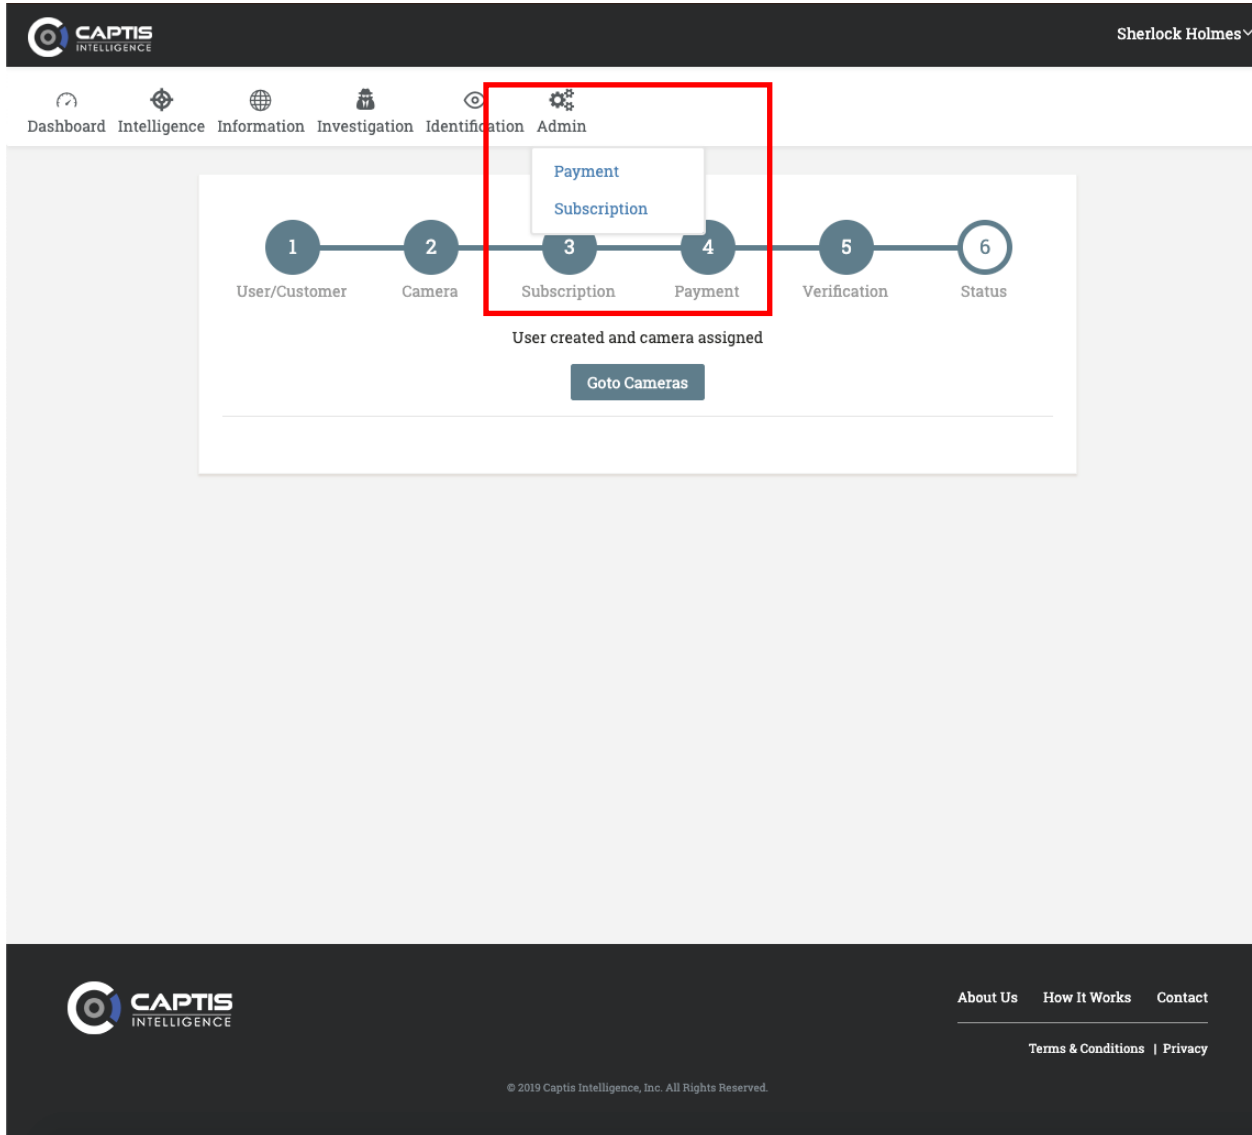 CAPTIS
INTELLIGENCE
Sherlock Holmes
Dashboard Intelligence Information Investigation Identification Admin
Payment
Subscription
1 2 3 4 5 6
User/Customer Camera Subscription Payment Verification Status
User created and camera assigned
Goto Cameras
CAPTIS
INTELLIGENCE
About Us How It Works Contact
Terms & Conditions | Privacy
© 2019 Captis Intelligence, Inc. All Rights Reserved.